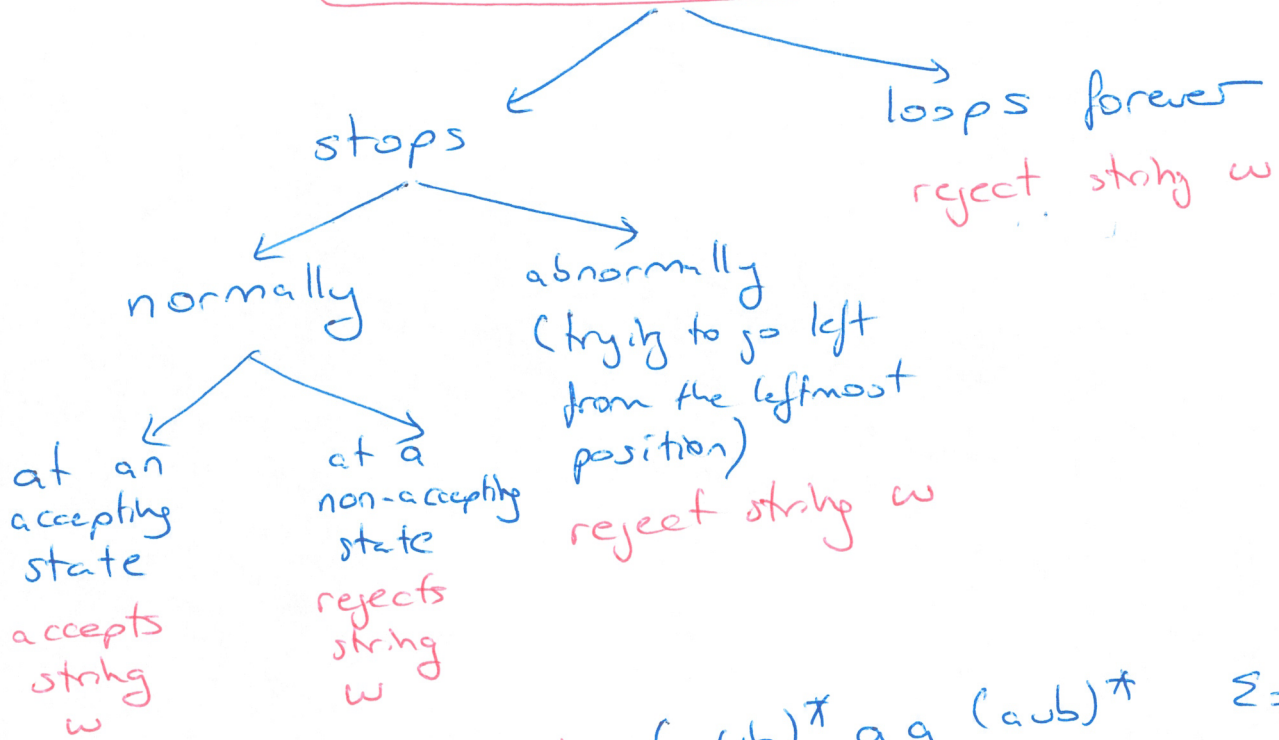 stops
loops forever
reject string w
normally
abnormally
(trying to go left
from the leftmost
position)
reject string w
at an
accepting
state
accepts
string
w
at a
non-accepting
state
rejects
string
w
(a∪b)* aa (a∪b)* Σ=